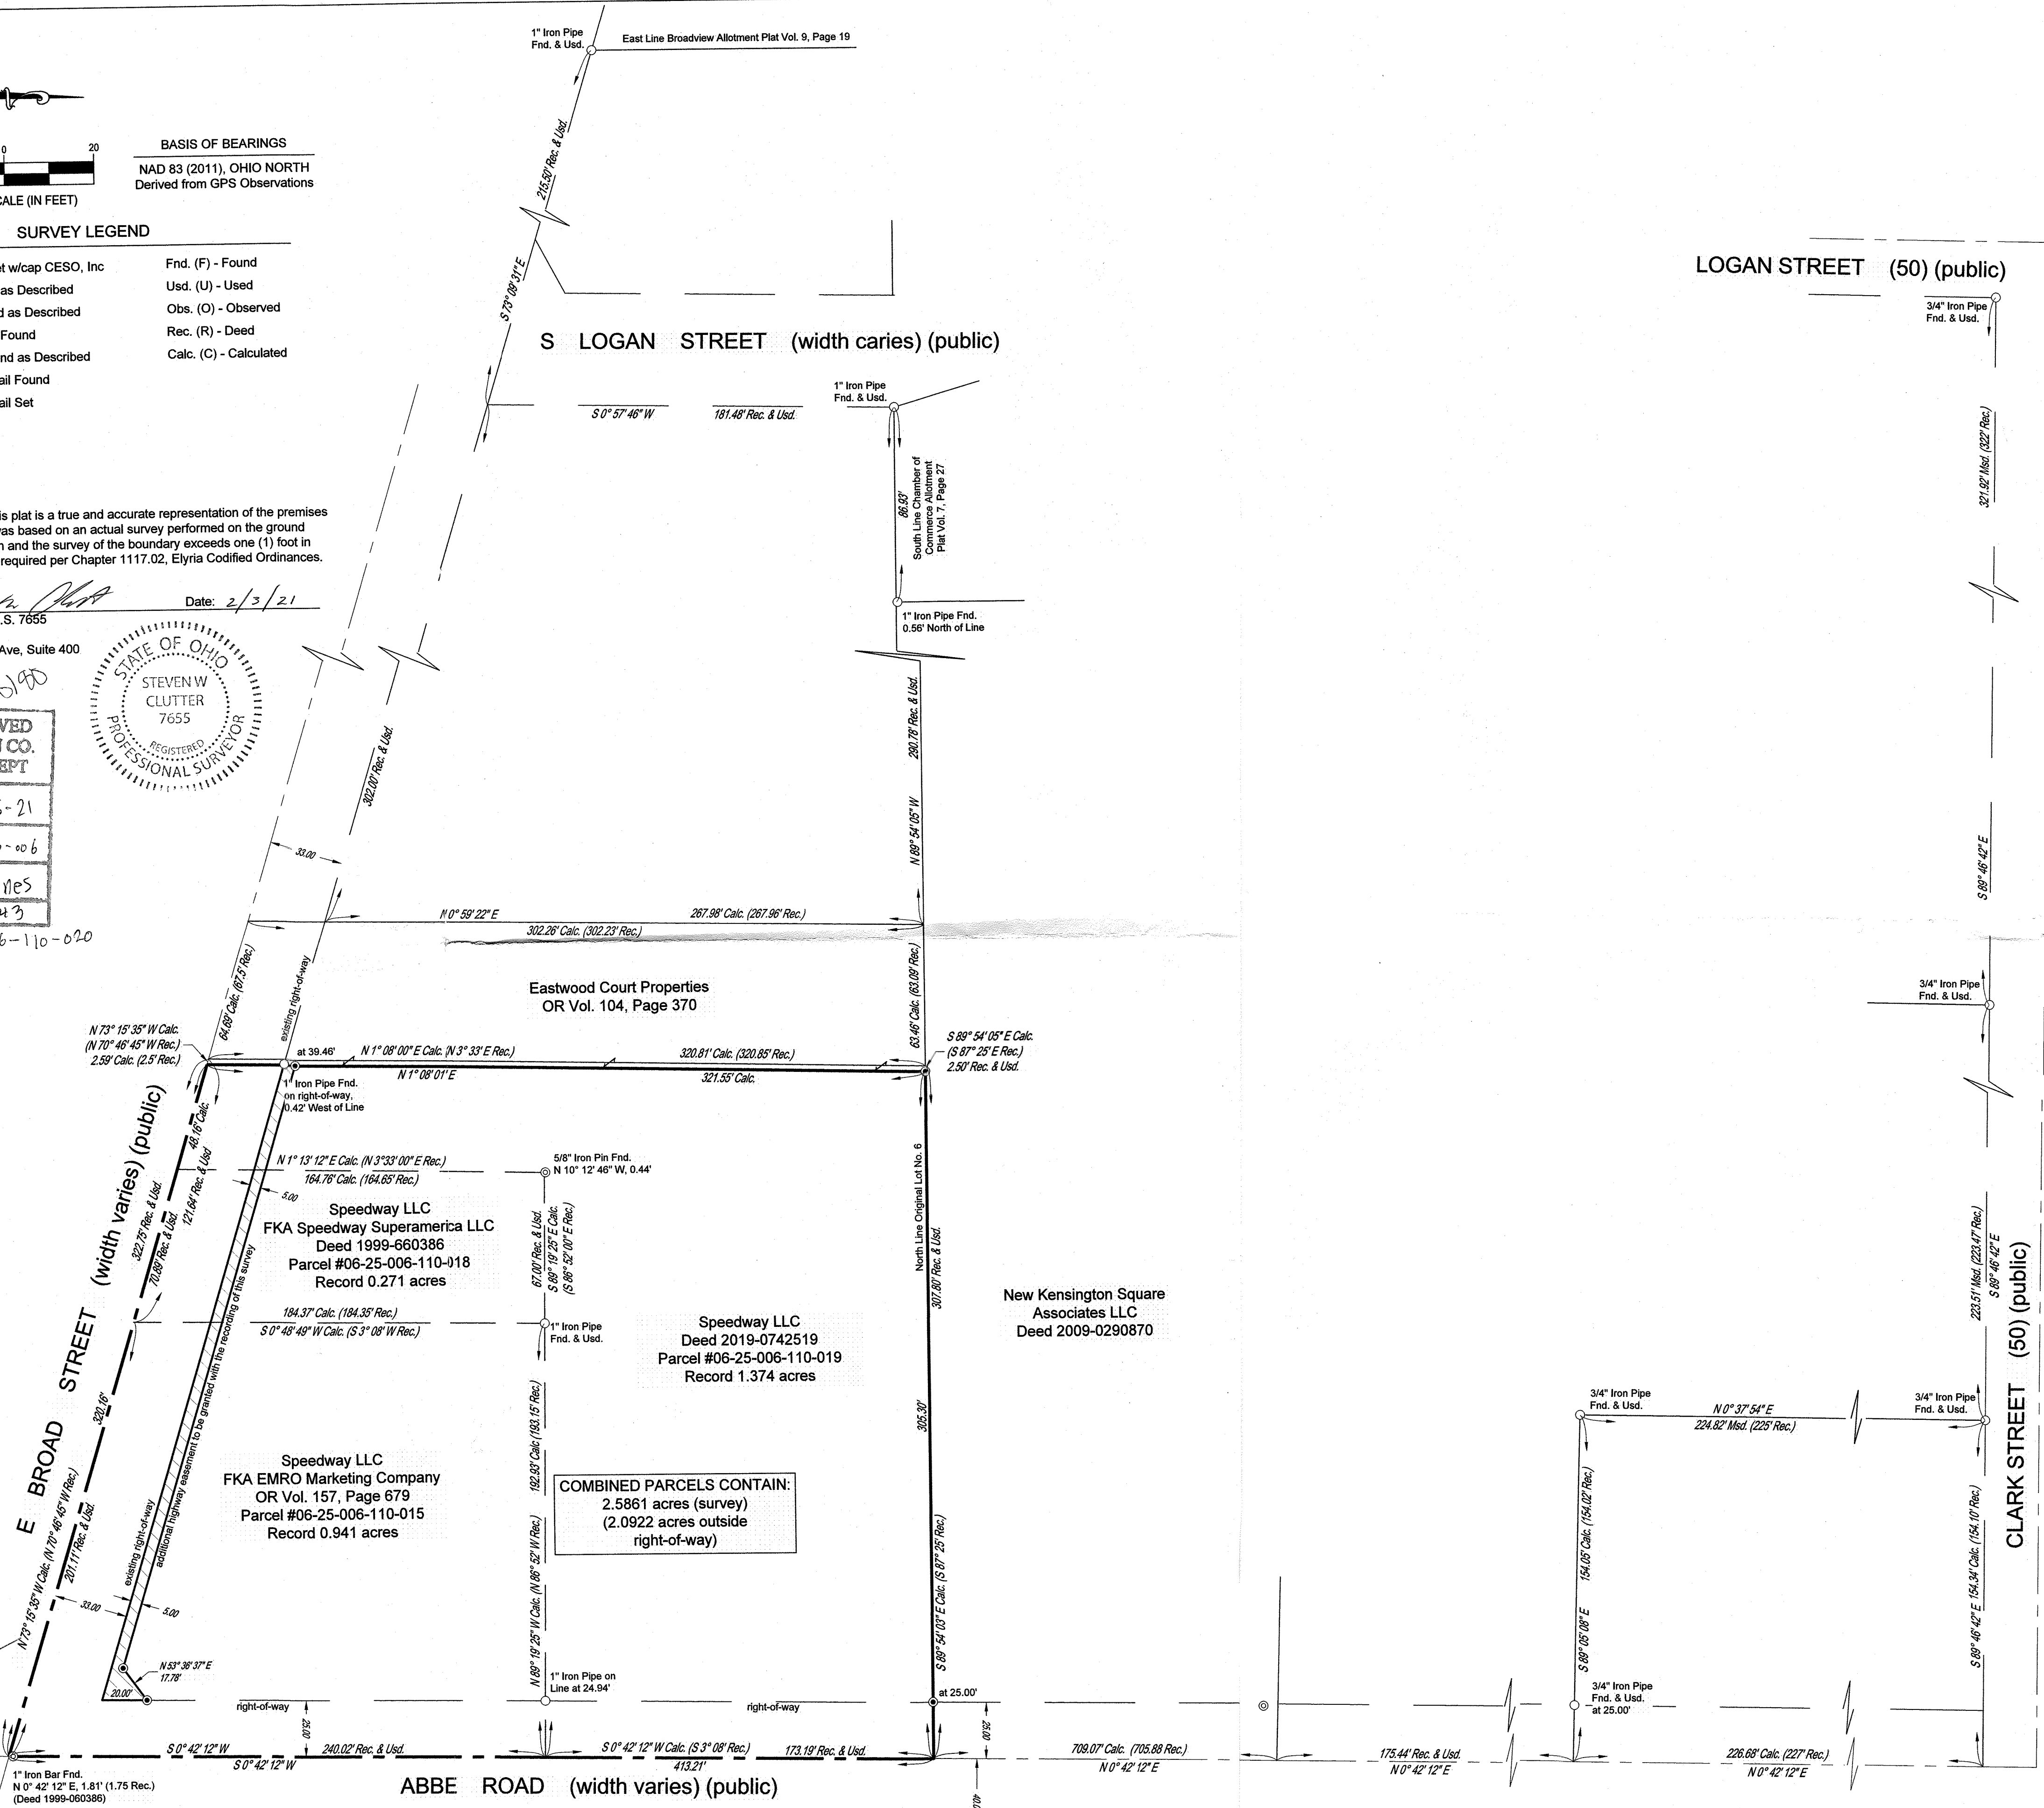 1" Iron Pipe
Fnd. & Usd.
East Line Broadview Allotment Plat Vol. 9, Page 19
0
20
CALE (IN FEET)
BASIS OF BEARINGS
NAD 83 (2011), OHIO NORTH
Derived from GPS Observations
SURVEY LEGEND
et w/cap CESO, Inc
as Described
d as Described
Found
nd as Described
ail Found
ail Set
Fnd. (F) - Found
Usd. (U) - Used
Obs. (O) - Observed
Rec. (R) - Deed
Calc. (C) - Calculated
215.50' Rec. & Usd.
S 73° 09' 31" E
S LOGAN STREET (width caries) (public)
LOGAN STREET (50) (public)
3/4" Iron Pipe
Fnd. & Usd.
1" Iron Pipe
Fnd. & Usd.
S 0° 57' 46" W
181.48' Rec. & Usd.
321.92' Msd. (322' Rec.)
86.93'
South Line Chamber of
Commerce Allotment
Plat Vol. 7, Page 27
is plat is a true and accurate representation of the premises
vas based on an actual survey performed on the ground
n and the survey of the boundary exceeds one (1) foot in
required per Chapter 1117.02, Elyria Codified Ordinances.
Date: 2/3/21
.S. 7655
Ave, Suite 400
STATE OF OHIO
STEVEN W
CLUTTER
7655
REGISTERED
PROFESSIONAL SURVEYOR
VED
CO.
EPT
-21
-006
nes
43
6-110-020
1" Iron Pipe Fnd.
0.56' North of Line
290.78' Rec. & Usd.
N 89° 54' 05" W
302.00' Rec. & Usd.
33.00
S 89° 46' 42" E
N 0° 59' 22" E
267.98' Calc. (267.96' Rec.)
302.26' Calc. (302.23' Rec.)
64.69' Calc. (67.5' Rec.)
existing right-of-way
Eastwood Court Properties
OR Vol. 104, Page 370
63.46' Calc. (63.09' Rec.)
3/4" Iron Pipe
Fnd. & Usd.
N 73° 15' 35" W Calc.
(N 70° 46' 45" W Rec.)
2.59' Calc. (2.5' Rec.)
at 39.46'
N 1° 08' 00" E Calc. (N 3° 33' E Rec.)
320.81' Calc. (320.85' Rec.)
S 89° 54' 05" E Calc.
(S 87° 25' E Rec.)
2.50' Rec. & Usd.
N 1° 08' 01" E
321.55' Calc.
1" Iron Pipe Fnd.
on right-of-way,
0.42' West of Line
48.16' Calc.
121.64' Rec. & Usd
N 1° 13' 12" E Calc. (N 3°33' 00" E Rec.)
164.76' Calc. (164.65' Rec.)
5/8" Iron Pin Fnd.
N 10° 12' 46" W, 0.44'
5.00
Speedway LLC
FKA Speedway Superamerica LLC
Deed 1999-660386
Parcel #06-25-006-110-018
Record 0.271 acres
67.00' Rec. & Usd.
S 89° 19' 25" E Calc.
(S 86° 52' 00" E Rec.)
North Line Original Lot No. 6
307.80' Rec. & Usd.
322.75' Rec. & Usd.
70.89' Rec. & Usd.
184.37' Calc. (184.35' Rec.)
S 0° 48' 49" W Calc. (S 3° 08' W Rec.)
1" Iron Pipe
Fnd. & Usd.
Speedway LLC
Deed 2019-0742519
Parcel #06-25-006-110-019
Record 1.374 acres
New Kensington Square
Associates LLC
Deed 2009-0290870
223.51' Msd. (223.47' Rec.)
S 89° 46' 42" E
CLARK STREET (50) (public)
E BROAD STREET (width varies) (public)
320.16'
305.30'
additional highway easement to be granted with the recording of this survey
3/4" Iron Pipe
Fnd. & Usd.
N 0° 37' 54" E
224.82' Msd. (225' Rec.)
3/4" Iron Pipe
Fnd. & Usd.
Speedway LLC
FKA EMRO Marketing Company
OR Vol. 157, Page 679
Parcel #06-25-006-110-015
Record 0.941 acres
192.93' Calc (193.15' Rec.)
N 89° 19' 25" W Calc. (N 86° 52' W Rec.)
COMBINED PARCELS CONTAIN:
2.5861 acres (survey)
(2.0922 acres outside
right-of-way)
N 73° 15' 35" W Calc. (N 70° 46' 45" W Rec.)
201.11' Rec. & Usd.
existing right-of-way
33.00
5.00
S 89° 54' 03" E Calc. (S 87° 25' Rec.)
S 89° 05' 08" E
154.05' Calc. (154.02' Rec.)
S 89° 46' 42" E 154.34' Calc. (154.10' Rec.)
N 53° 36' 37" E
17.78'
20.00'
right-of-way
25.00
1" Iron Pipe on
Line at 24.94'
right-of-way
at 25.00'
25.00
3/4" Iron Pipe
Fnd. & Usd.
at 25.00'
S 0° 42' 12" W
240.02' Rec. & Usd.
S 0° 42' 12" W Calc. (S 3° 08' Rec.)
173.19' Rec. & Usd.
709.07' Calc. (705.88 Rec.)
175.44' Rec. & Usd.
226.68' Calc. (227' Rec.)
S 0° 42' 12" W
413.21'
N 0° 42' 12" E
N 0° 42' 12" E
N 0° 42' 12" E
1" Iron Bar Fnd.
N 0° 42' 12" E, 1.81' (1.75 Rec.)
(Deed 1999-060386)
ABBE ROAD (width varies) (public)